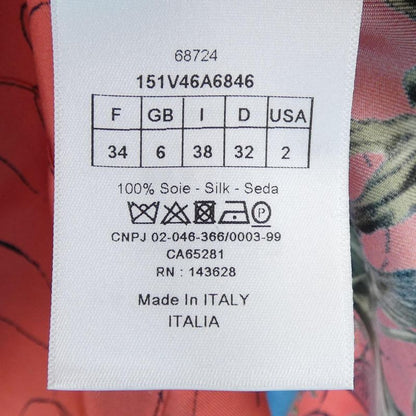 68724
151V46A6846
F GB I D USA
34 6 38 32 2
100% Soie - Silk - Seda
P
CNPJ 02-046-366/0003-99
CA65281
RN : 143628
Made In ITALY
ITALIA